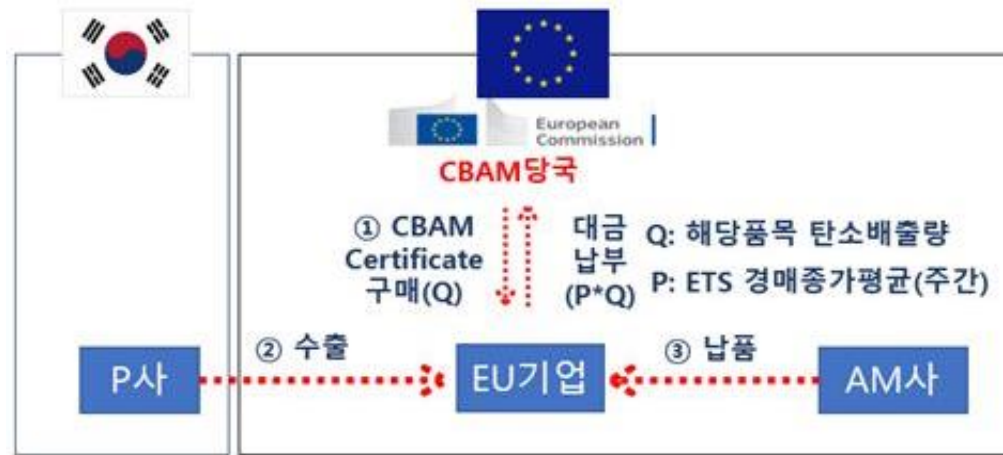 European
Commission
CBAM당국
① CBAM
Certificate
구매(Q)
대금
납부
(P*Q)
Q: 해당품목 탄소배출량
P: ETS 경매종가평균(주간)
P사
② 수출
EU기업
③ 납품
AM사